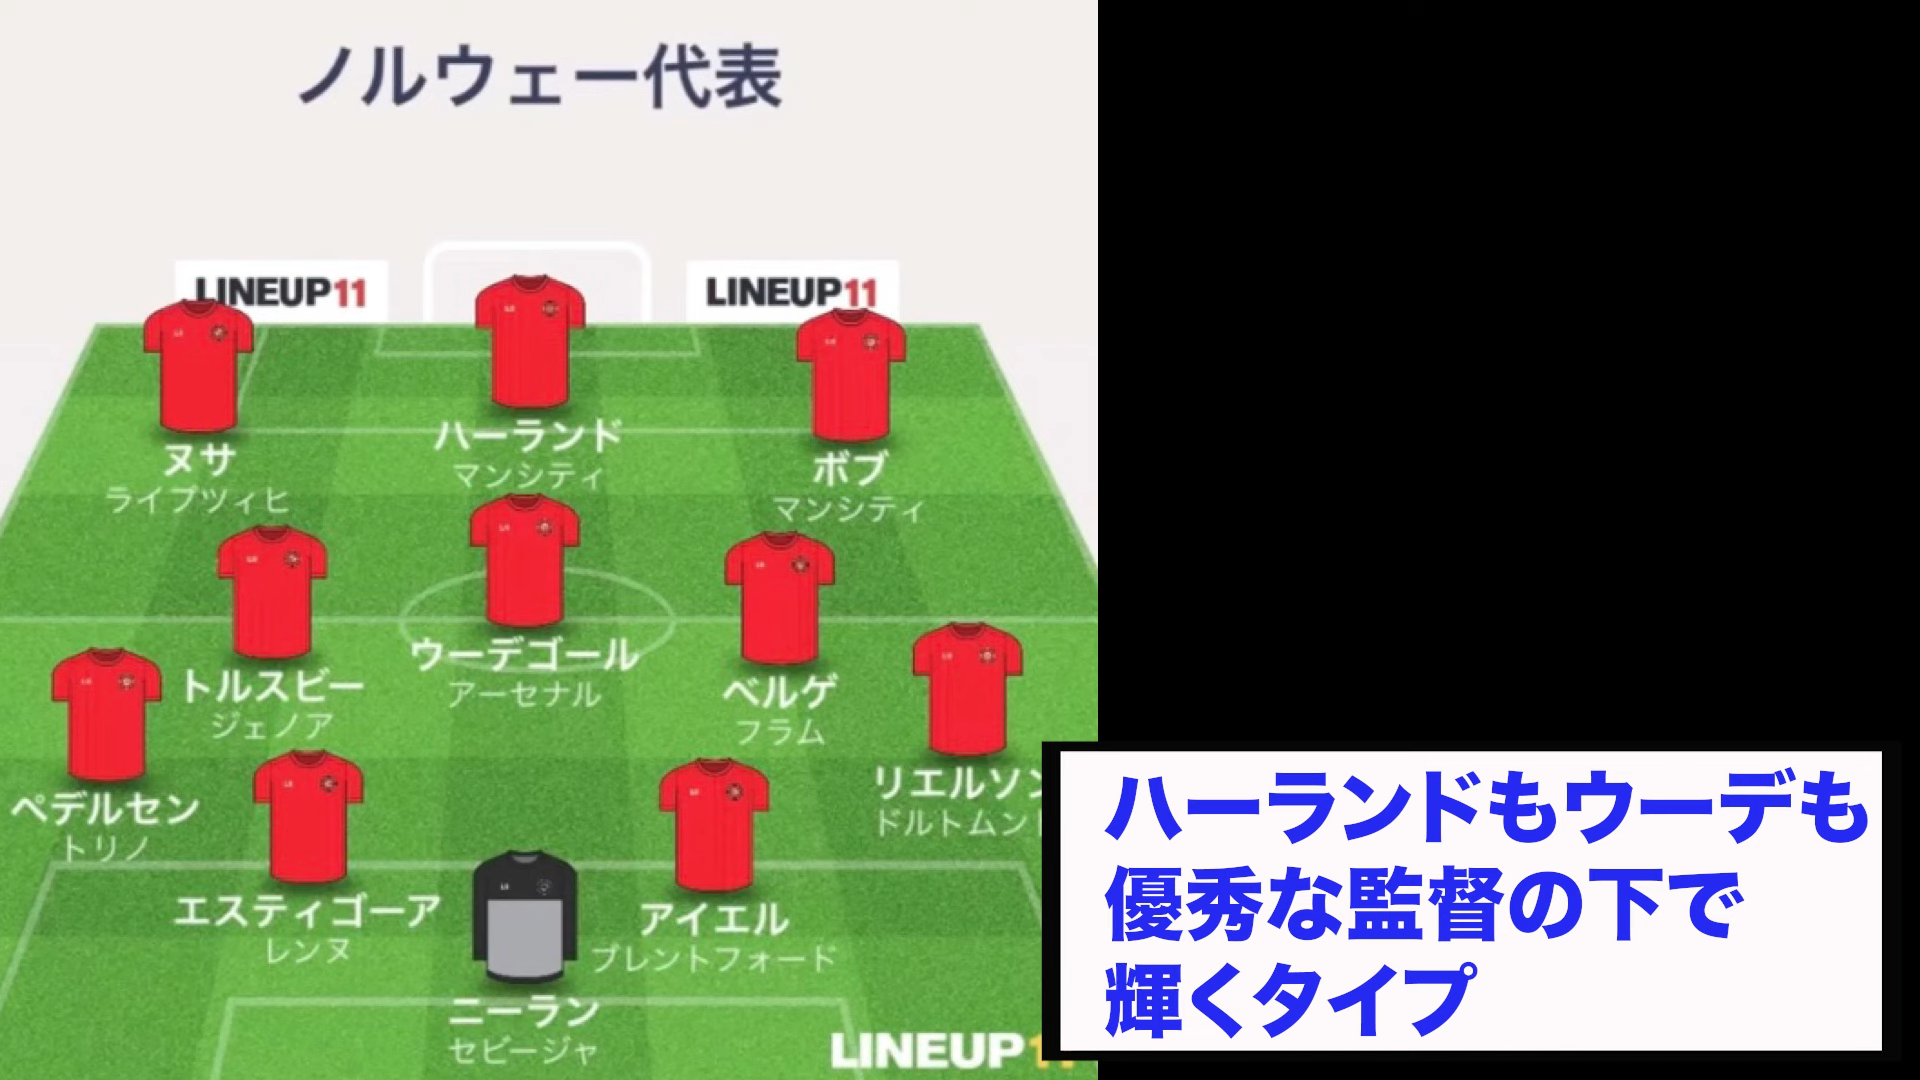 ノルウェー代表
LINEUP11
LINEUP11
ヌサ
ライプツィヒ
ハーランド
マンシティ
ボブ
マンシティ
トルスビー
ジェノア
ウーデゴール
アーセナル
ベルゲ
フラム
ペデルセン
トリノ
リエルソン
ドルトムント
エスティゴーア
レンヌ
アイエル
ブレントフォード
ニーラン
セビージャ
LINEUP11
ハーランドもウーデも
優秀な監督の下で
輝くタイプ